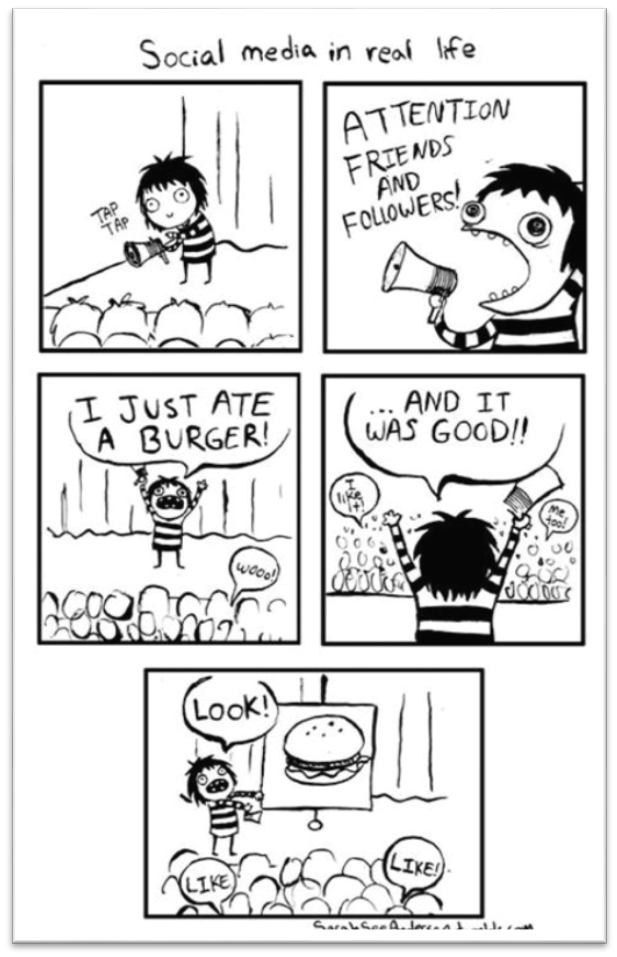 Social media in real life
TAP
TAP
ATTENTION
FRIENDS
AND
FOLLOWERS!
I JUST ATE
A BURGER!
WOOO!
... AND IT
WAS GOOD!!
I
like
it!
Me
too!
LOOK!
LIKE
LIKE!